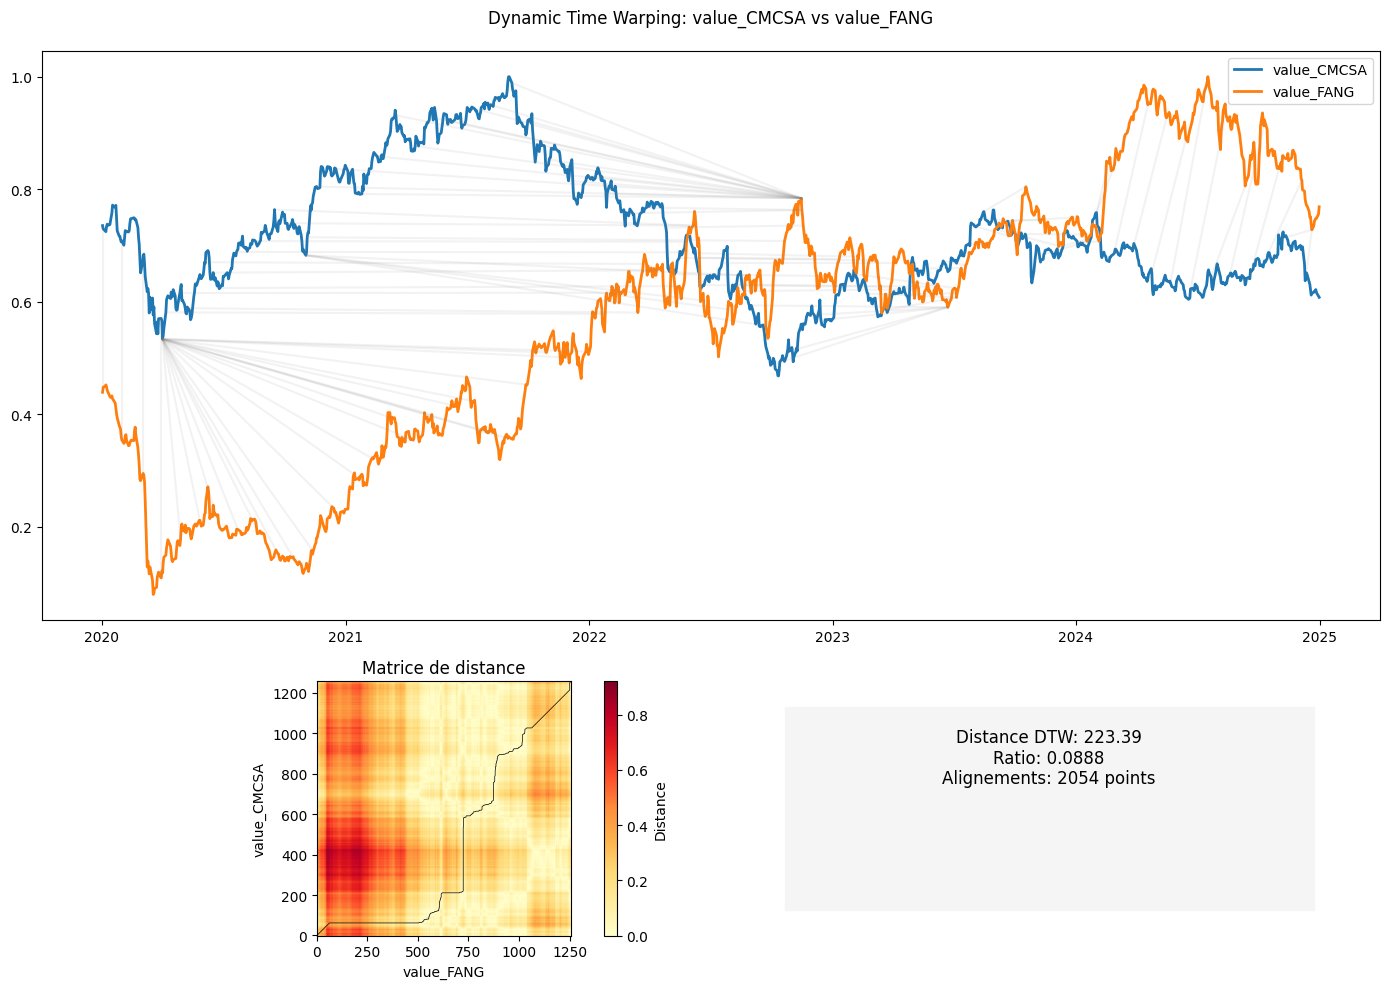 Dynamic Time Warping: value_CMCSA vs value_FANG
value_CMCSA
value_FANG
1.0
0.8
0.6
0.4
0.2
2020 2021 2022 2023 2024 2025
Matrice de distance
value_CMCSA
1200
1000
800
600
400
200
0
0 250 500 750 1000 1250
value_FANG
0.8
0.6
0.4
0.2
0.0
Distance
Distance DTW: 223.39
Ratio: 0.0888
Alignements: 2054 points